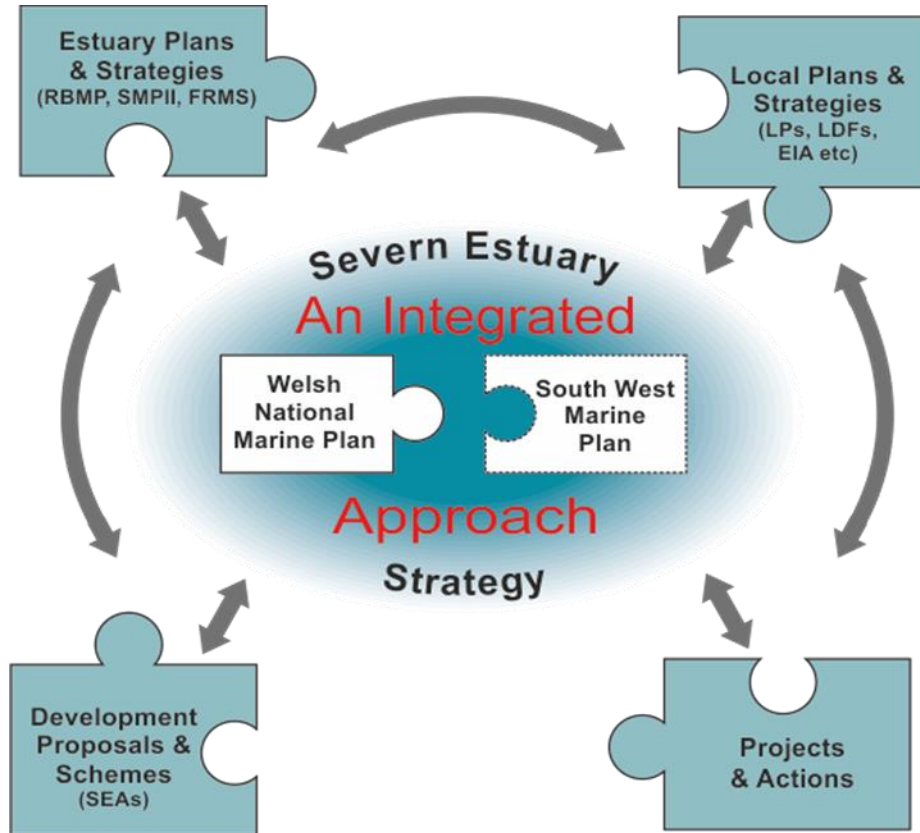 Estuary Plans
& Strategies
(RBMP, SMPII, FRMS)
Local Plans &
Strategies
(LPs, LDFs,
EIA etc)
Severn Estuary
An Integrated
Welsh
National
Marine Plan
South West
Marine
Plan
Approach
Strategy
Development
Proposals &
Schemes
(SEAs)
Projects
& Actions